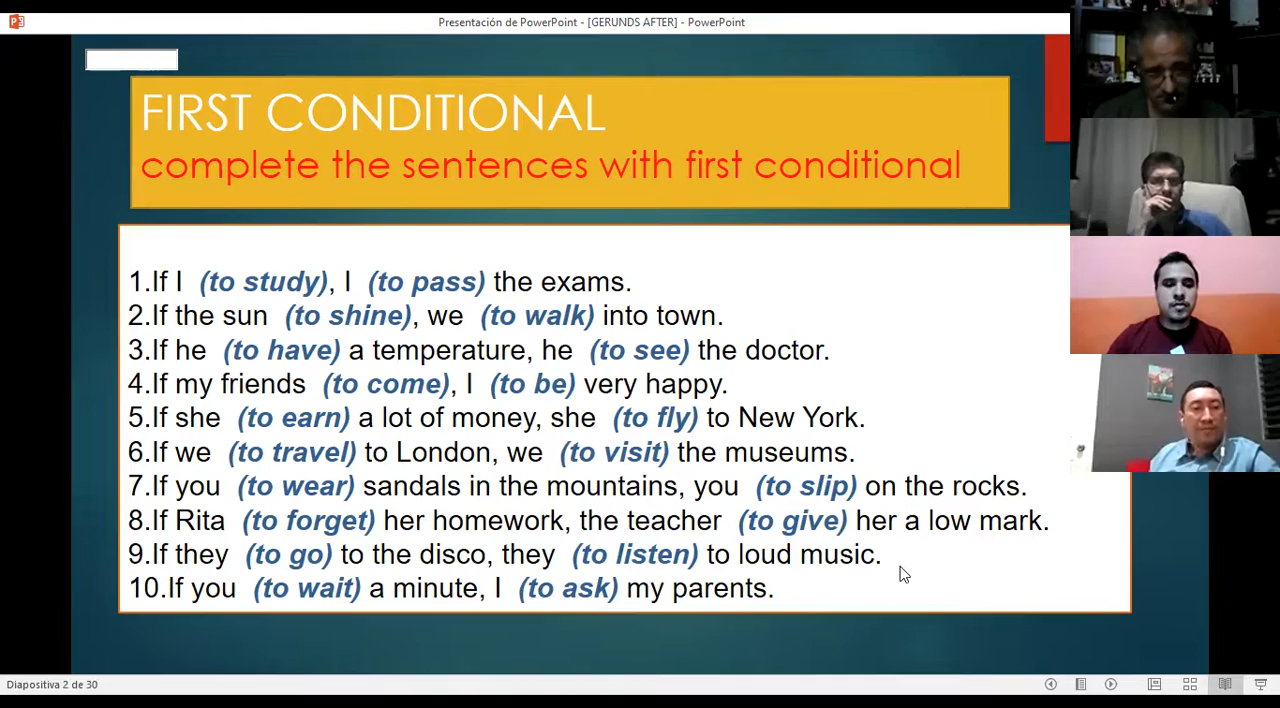 Presentación de PowerPoint - [GERUNDS AFTER] - PowerPoint
FIRST CONDITIONAL
complete the sentences with first conditional
1.If I (to study), I (to pass) the exams.
2.If the sun (to shine), we (to walk) into town.
3.If he (to have) a temperature, he (to see) the doctor.
4.If my friends (to come), I (to be) very happy.
5.If she (to earn) a lot of money, she (to fly) to New York.
6.If we (to travel) to London, we (to visit) the museums.
7.If you (to wear) sandals in the mountains, you (to slip) on the rocks.
8.If Rita (to forget) her homework, the teacher (to give) her a low mark.
9.If they (to go) to the disco, they (to listen) to loud music.
10.If you (to wait) a minute, I (to ask) my parents.
Diapositiva 2 de 30